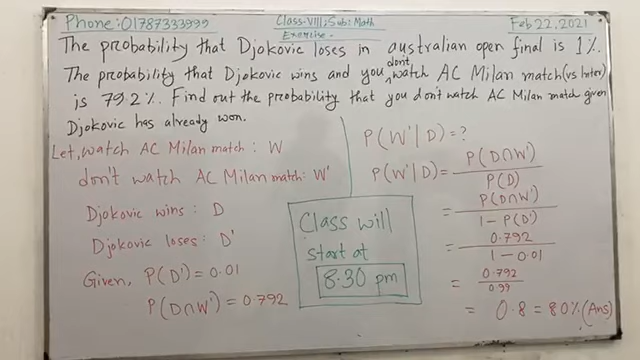 Phone: 01787333999
Class-VIII; Sub: Math
Feb 22, 2021
Exercise-
The probability that Djokovic loses in australian open final is 1%.
The probability that Djokovic wins and you don't watch AC Milan match (vs Inter)
is 79.2%. Find out the probability that you don't watch AC Milan match given
Djokovic has already won.
Let, watch AC Milan match: W
don't watch AC Milan match: W'
Djokovic wins: D
Djokovic loses: D'
Given, P(D') = 0.01
P(D∩W') = 0.792
Class will
start at
8.30 pm
P(W'|D) = ?
P(W'|D) = P(D∩W') / P(D)
= P(D∩W') / 1 - P(D')
= 0.792 / 1 - 0.01
= 0.792 / 0.99
= 0.8 = 80% (Ans)